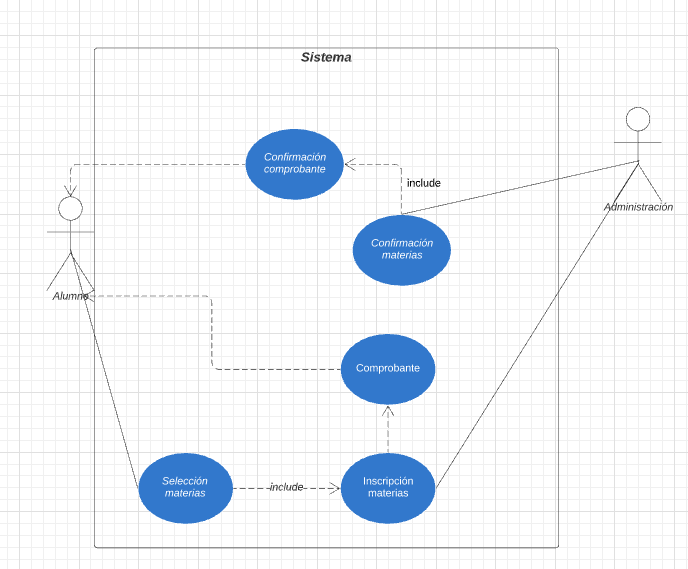 Sistema
Confirmación
comprobante
include
Administración
Confirmación
materias
Alumno
Comprobante
Selección
materias
include
Inscripción
materias